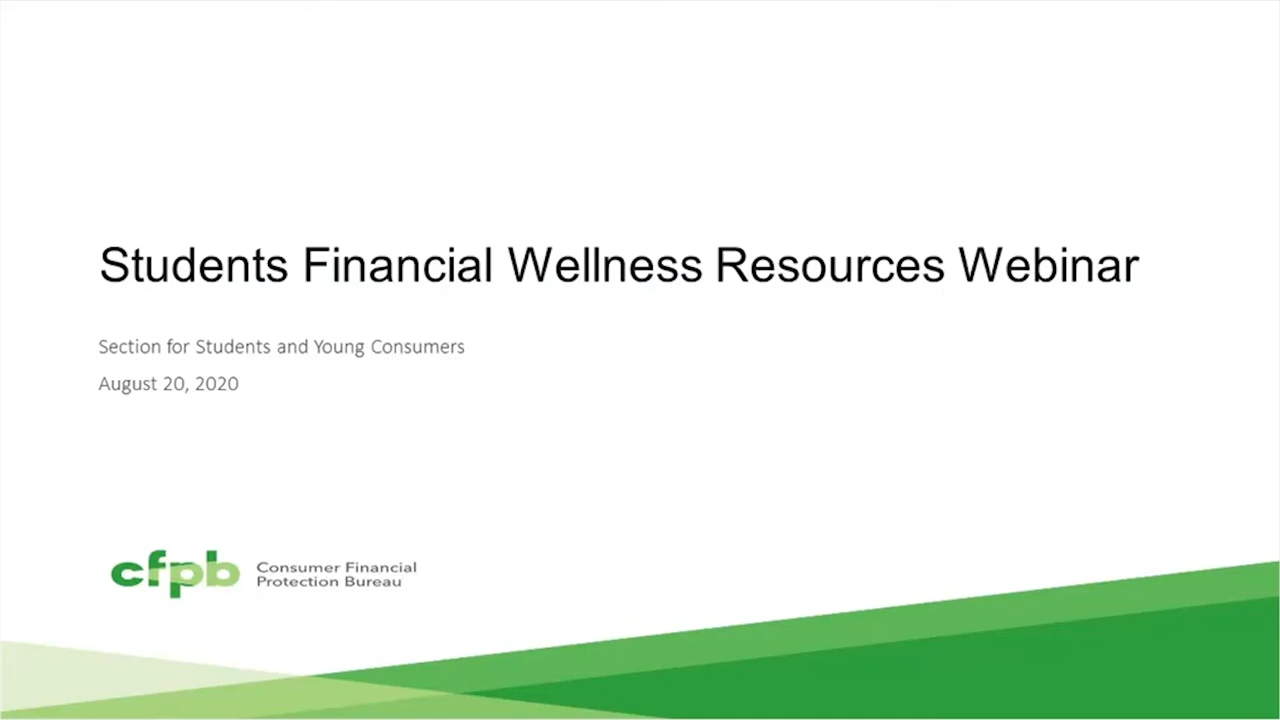 Students Financial Wellness Resources Webinar
Section for Students and Young Consumers
August 20, 2020
cfpb
Consumer Financial
Protection Bureau